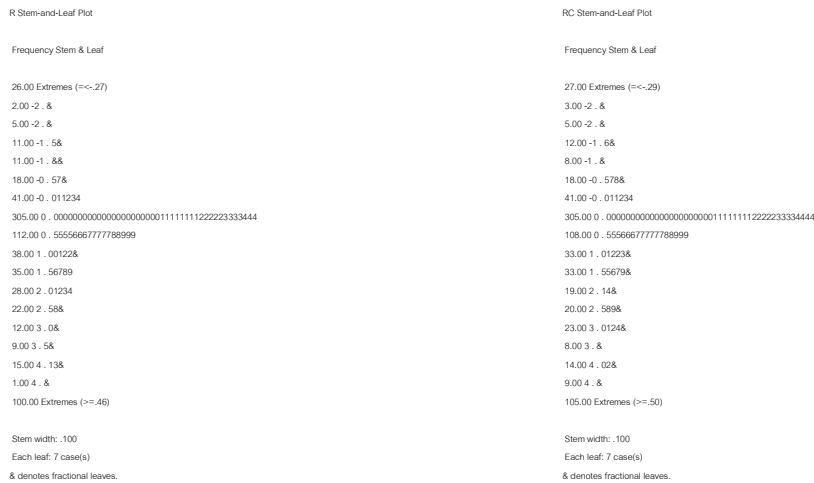 R Stem-and-Leaf Plot
Frequency Stem & Leaf
26.00 Extremes (=<-.27)
2.00 -2 . &
5.00 -2 . &
11.00 -1 . 5&
11.00 -1 . &&
18.00 -0 . 57&
41.00 -0 . 011234
305.00 0 . 00000000000000000000000111111112222233333444
112.00 0 . 5555666777788999
38.00 1 . 00122&
35.00 1 . 56789
28.00 2 . 01234
22.00 2 . 58&
12.00 3 . 0&
9.00 3 . 5&
15.00 4 . 13&
1.00 4 . &
100.00 Extremes (>=.46)
Stem width: .100
Each leaf: 7 case(s)
& denotes fractional leaves.
RC Stem-and-Leaf Plot
Frequency Stem & Leaf
27.00 Extremes (=<-.29)
3.00 -2 . &
5.00 -2 . &
12.00 -1 . 6&
8.00 -1 . &
18.00 -0 . 578&
41.00 -0 . 011234
305.00 0 . 00000000000000000000000111111112222233334444
108.00 0 . 555666777788999
33.00 1 . 01223&
33.00 1 . 55679&
19.00 2 . 14&
20.00 2 . 589&
23.00 3 . 0124&
8.00 3 . &
14.00 4 . 02&
9.00 4 . &
105.00 Extremes (>=.50)
Stem width: .100
Each leaf: 7 case(s)
& denotes fractional leaves.